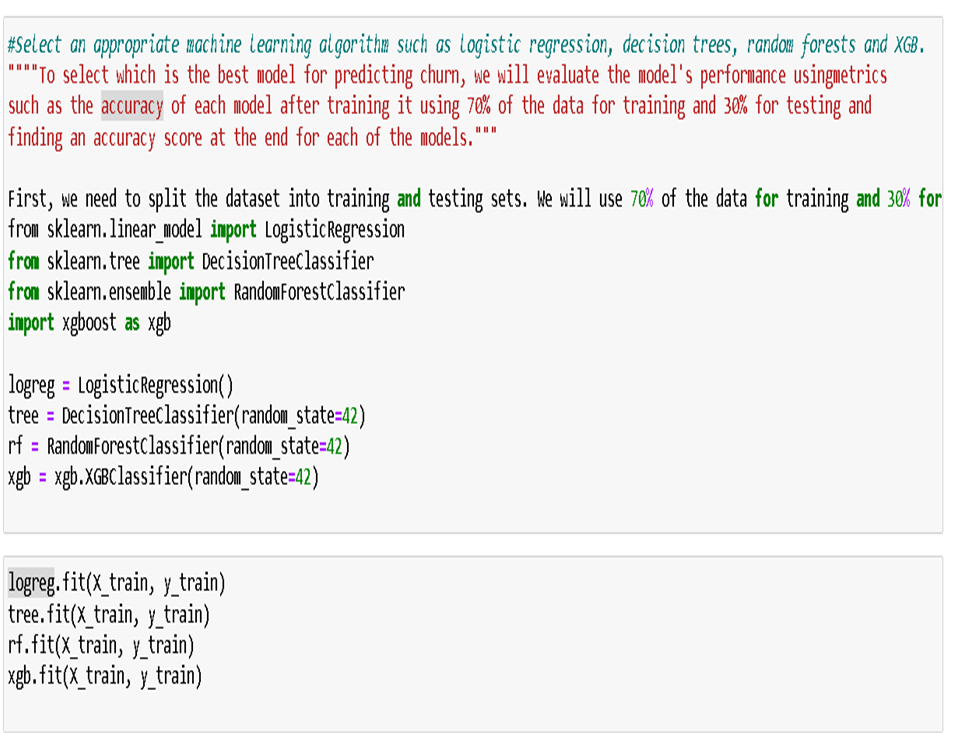 #Select an appropriate machine learning algorithm such as logistic regression, decision trees, random forests and XGB.
""""To select which is the best model for predicting churn, we will evaluate the model's performance usingmetrics
such as the accuracy of each model after training it using 70% of the data for training and 30% for testing and
finding an accuracy score at the end for each of the models."""
First, we need to split the dataset into training and testing sets. We will use 70% of the data for training and 30% for
from sklearn.linear_model import LogisticRegression
from sklearn.tree import DecisionTreeClassifier
from sklearn.ensemble import RandomForestClassifier
import xgboost as xgb
logreg = LogisticRegression()
tree = DecisionTreeClassifier(random_state=42)
rf = RandomForestClassifier(random_state=42)
xgb = xgb.XGBClassifier(random_state=42)
logreg.fit(X_train, y_train)
tree.fit(X_train, y_train)
rf.fit(X_train, y_train)
xgb.fit(X_train, y_train)